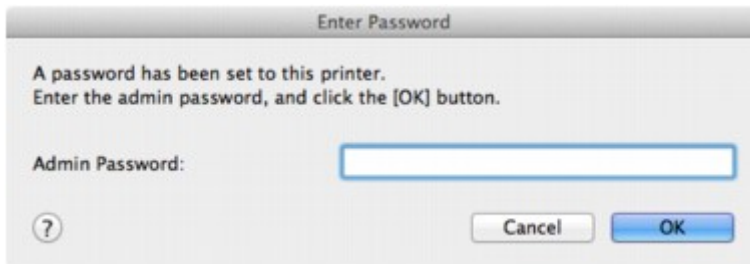 Enter Password
A password has been set to this printer.
Enter the admin password, and click the [OK] button.
Admin Password:
?
Cancel
OK